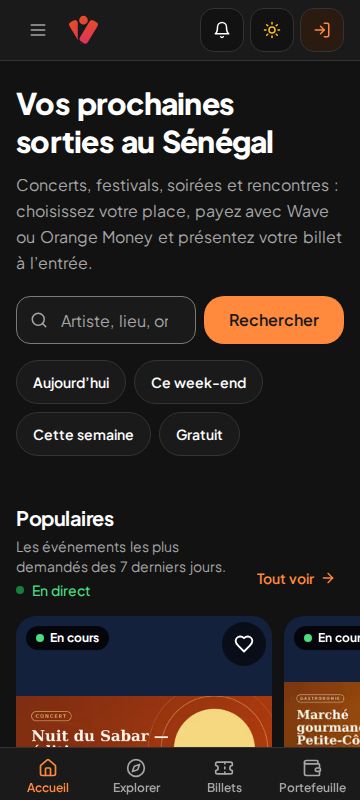 Vos prochaines
sorties au Sénégal
Concerts, festivals, soirées et rencontres :
choisissez votre place, payez avec Wave
ou Orange Money et présentez votre billet
à l’entrée.
Artiste, lieu, or
Rechercher
Aujourd’hui
Ce week-end
Cette semaine
Gratuit
Populaires
Les événements les plus
demandés des 7 derniers jours.
En direct
Tout voir
En cours
En cour
CONCERT
Nuit du Sabar —
GASTRONOMIE
Marché
gourman
Petite-Cô
Accueil
Explorer
Billets
Portefeuille